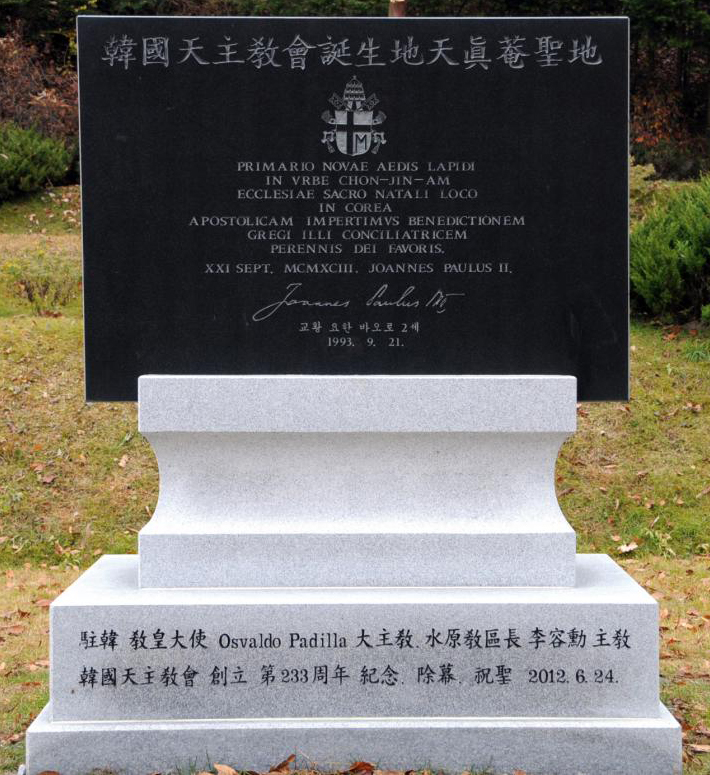 韓國天主敎會誕生地天眞菴聖地
M
PRIMARIO NOVAE AEDIS LAPIDI
IN VRBE CHON-JIN-AM
ECCLESIAE SACRO NATALI LOCO
IN COREA
APOSTOLICAM IMPERTIMVS BENEDICTIONEM
GREGI ILLI CONCILIATRICEM
PERENNIS DEI FAVORIS.
XXI SEPT. MCMXCIII. JOANNES PAULUS II.
Joannes Paulus PP II
교황 요한 바오로 2세
1993. 9. 21.
駐韓 敎皇大使 Osvaldo Padilla 大主敎. 水原敎區長 李容勳 主敎
韓國天主敎會 創立 第233周年 紀念. 除幕. 祝聖 2012. 6. 24.